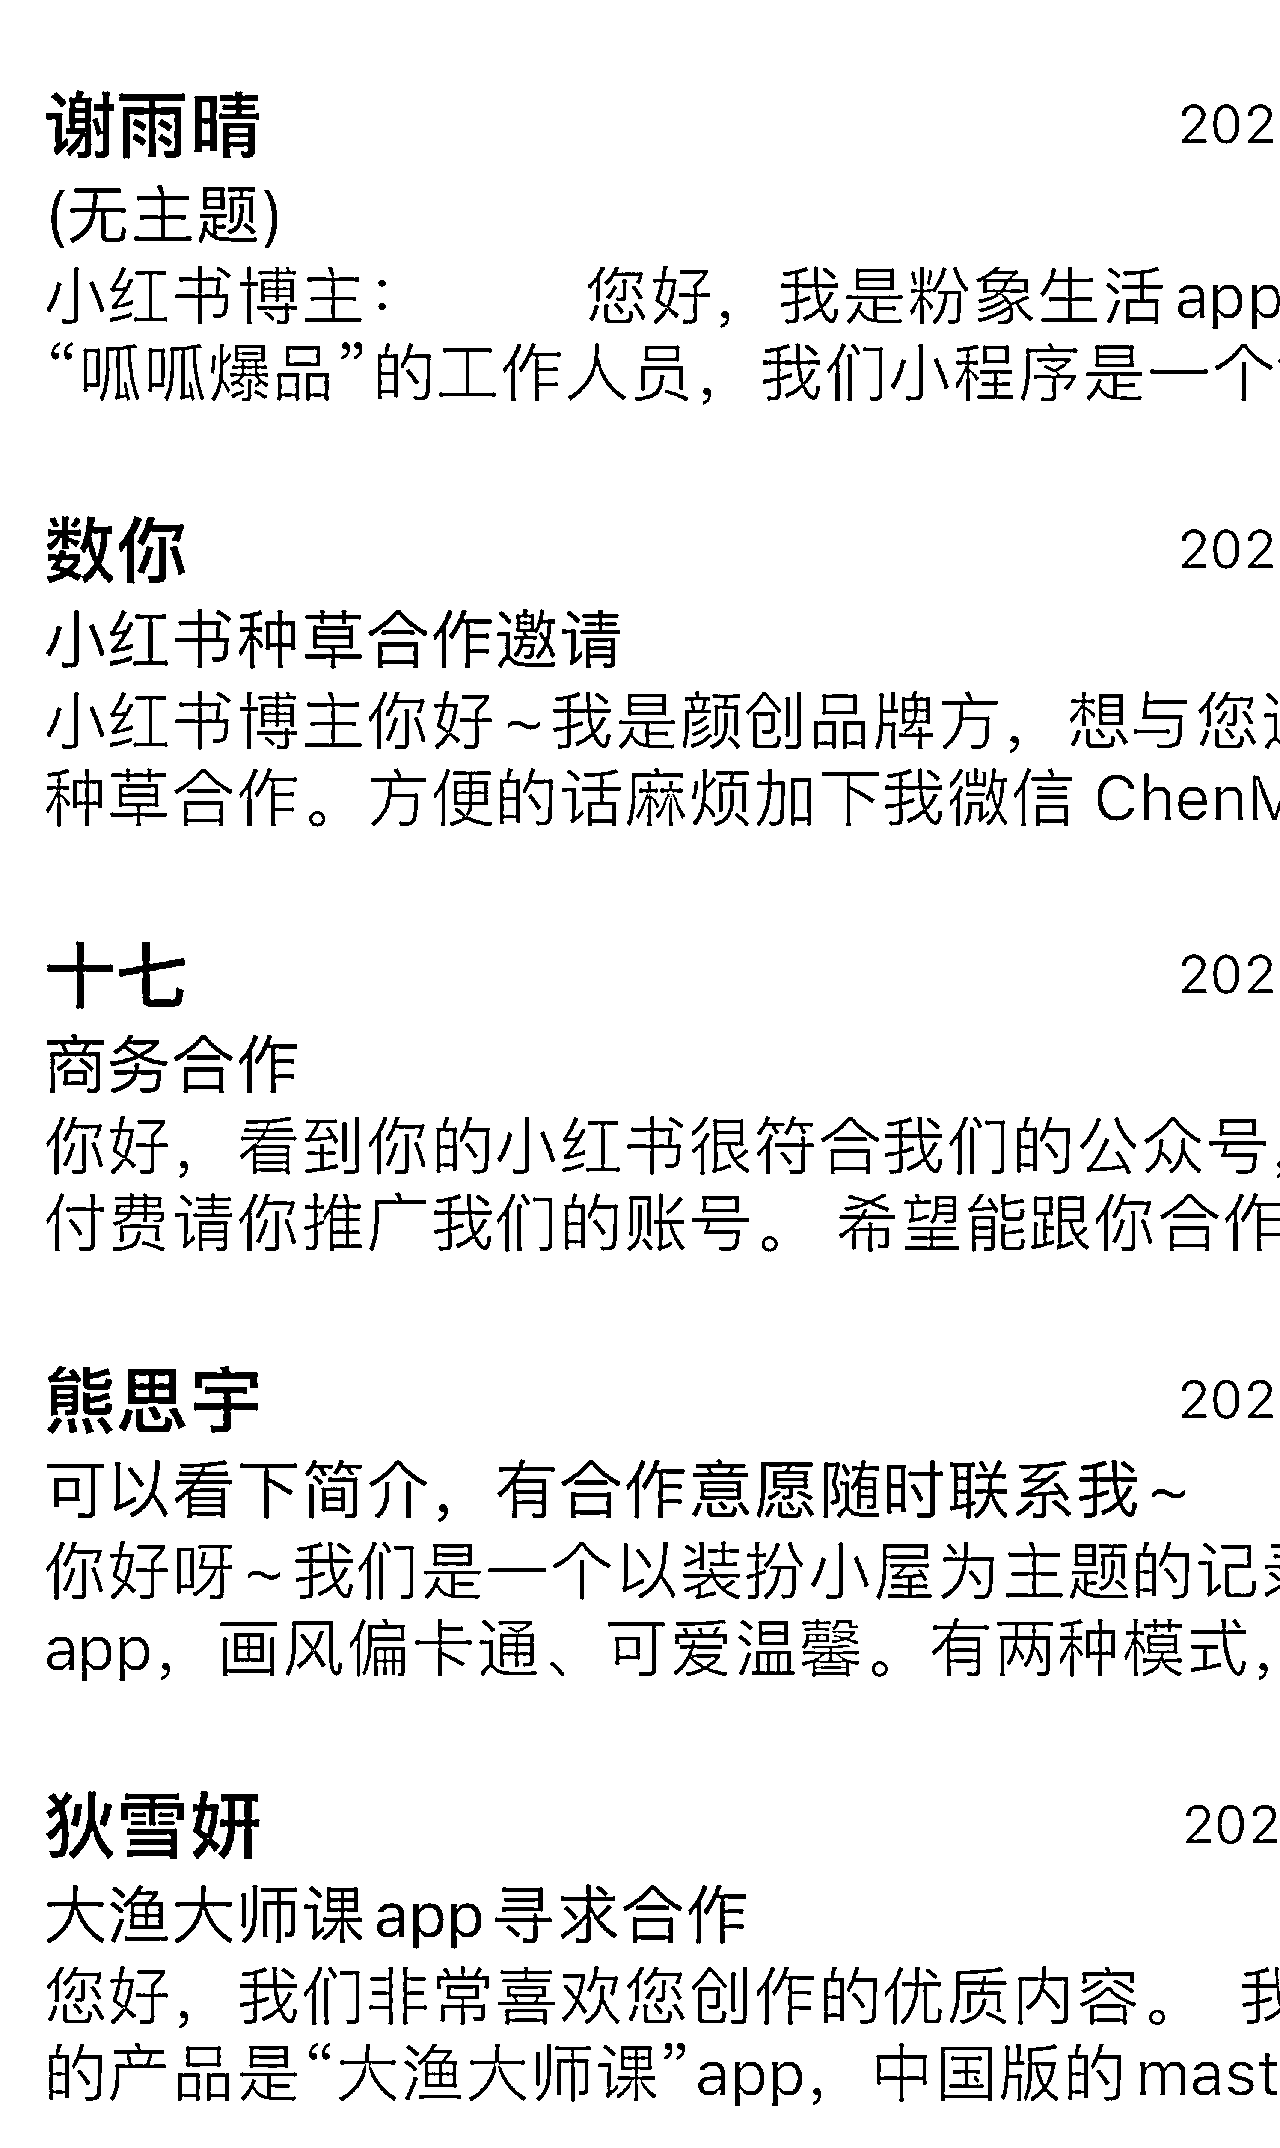 谢雨晴 202
(无主题)
小红书博主： 您好，我是粉象生活app
“呱呱爆品”的工作人员，我们小程序是一个
数你 202
小红书种草合作邀请
小红书博主你好~我是颜创品牌方，想与您
种草合作。方便的话麻烦加下我微信 ChenM
十七 202
商务合作
你好，看到你的小红书很符合我们的公众号，
付费请你推广我们的账号。 希望能跟你合作
熊思宇 202
可以看下简介，有合作意愿随时联系我~
你好呀~我们是一个以装扮小屋为主题的记录
app，画风偏卡通、可爱温馨。有两种模式，
狄雪妍 202
大渔大师课app寻求合作
您好，我们非常喜欢您创作的优质内容。 我
的产品是“大渔大师课”app，中国版的mast